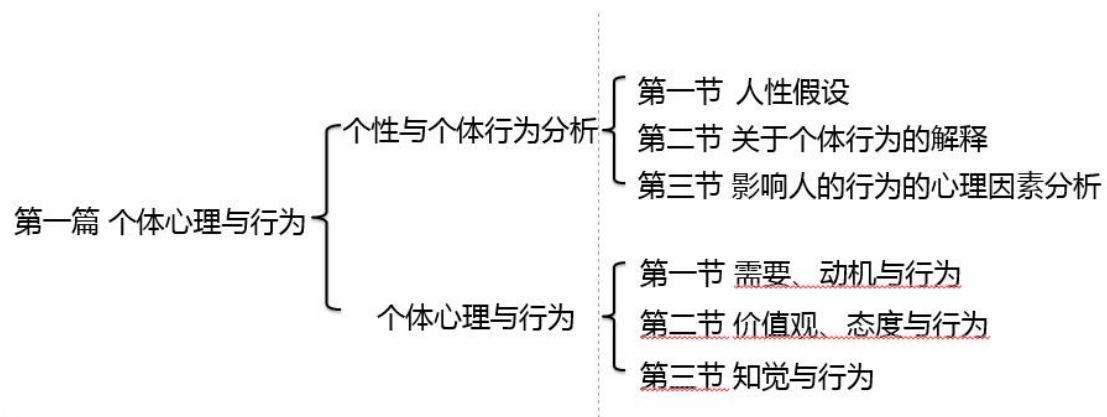 第一篇 个体心理与行为
个性与个体行为分析
第一节 人性假设
第二节 关于个体行为的解释
第三节 影响人的行为的心理因素分析
个体心理与行为
第一节 需要、动机与行为
第二节 价值观、态度与行为
第三节 知觉与行为